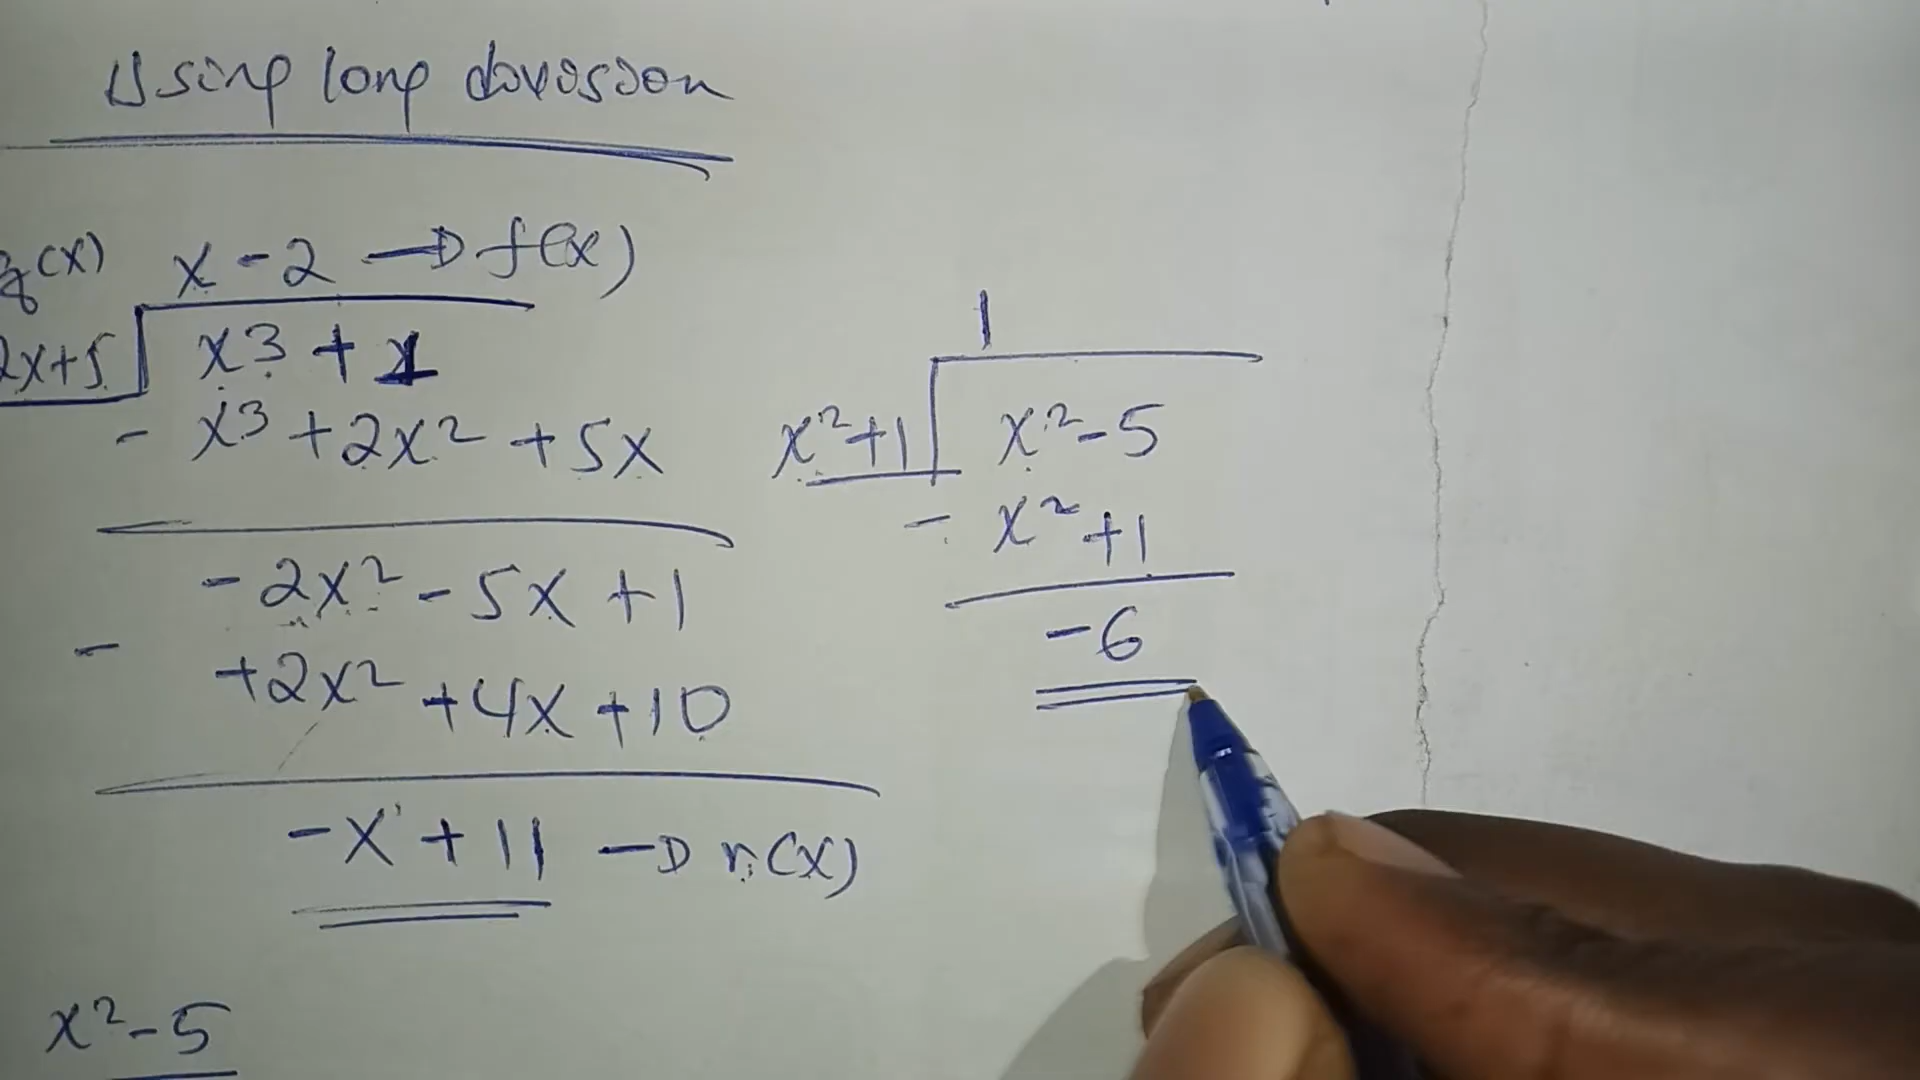 Using long division
g(x) x - 2 → f(x)
2x+5 x3 + 1
- x3 + 2x2 + 5x
- 2x2 - 5x + 1
- +2x2 + 4x + 10
- x + 11 → r(x)
x2 - 5
1
x2+1 x2 - 5
- x2 + 1
- 6